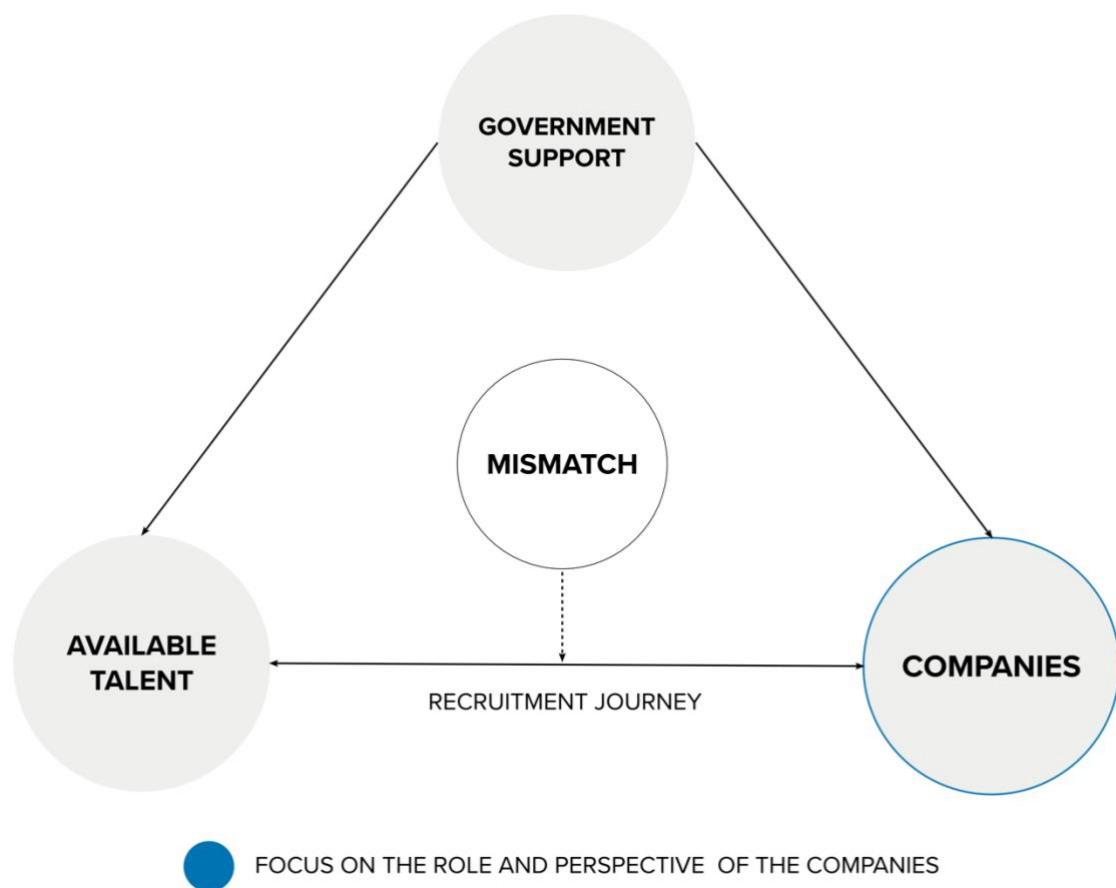 GOVERNMENT
SUPPORT
MISMATCH
AVAILABLE
TALENT
COMPANIES
RECRUITMENT JOURNEY
FOCUS ON THE ROLE AND PERSPECTIVE OF THE COMPANIES